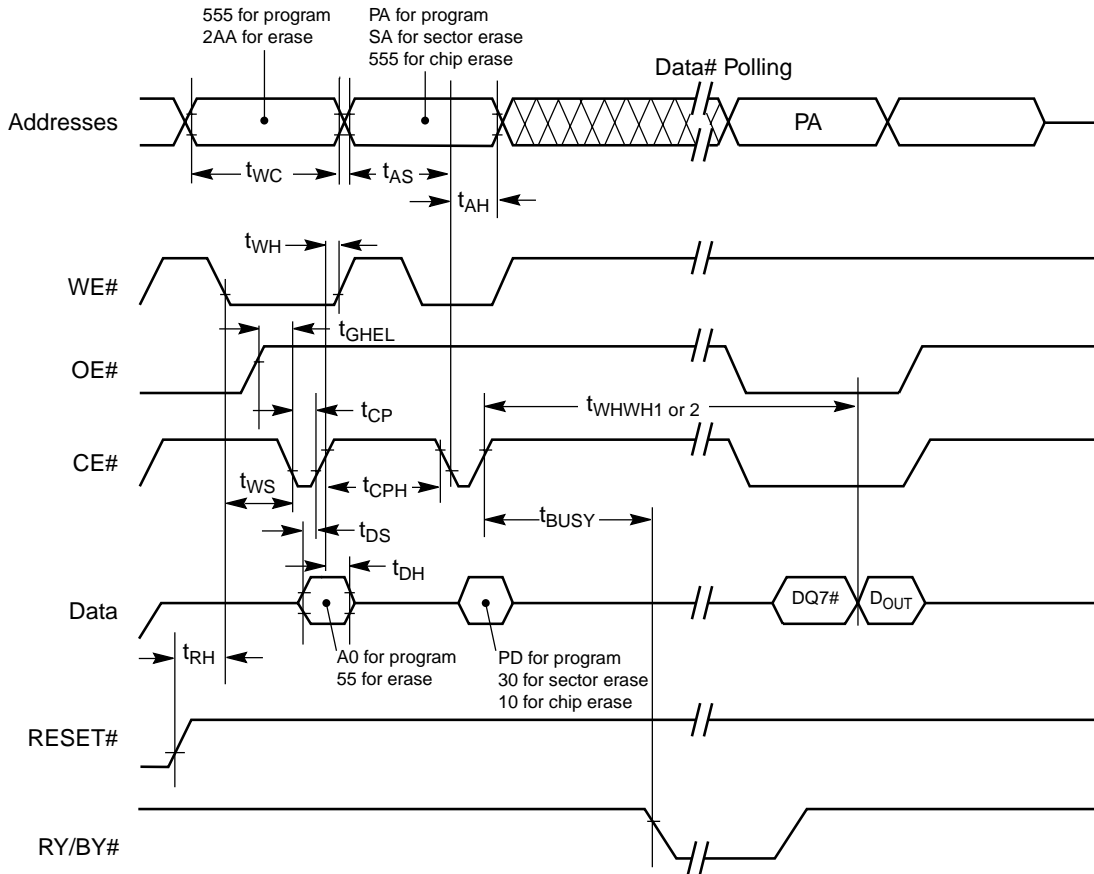 555 for program
2AA for erase
PA for program
SA for sector erase
555 for chip erase
Data# Polling
Addresses
PA
tWC
tAS
tAH
tWH
WE#
tGHEL
OE#
tCP
tWHWH1 or 2
CE#
tWS
tCPH
tBUSY
tDS
tDH
Data
DQ7#
DOUT
tRH
A0 for program
55 for erase
PD for program
30 for sector erase
10 for chip erase
RESET#
RY/BY#